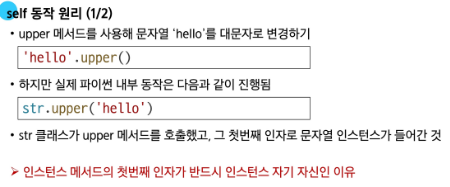 self 동작 원리 (1/2)
• upper 메서드를 사용해 문자열 'hello'를 대문자로 변경하기
'hello'.upper()
• 하지만 실제 파이썬 내부 동작은 다음과 같이 진행됨
str.upper('hello')
• str 클래스가 upper 메서드를 호출했고, 그 첫번째 인자로 문자열 인스턴스가 들어간 것
➢ 인스턴스 메서드의 첫번째 인자가 반드시 인스턴스 자기 자신인 이유